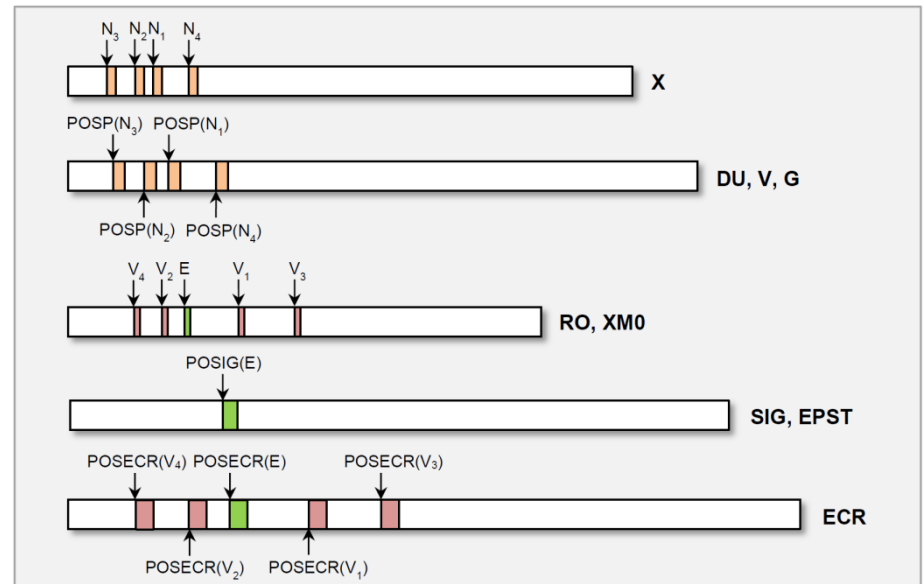 N₃ N₂ N₁ N₄
X
POSP(N₃) POSP(N₁)
DU, V, G
POSP(N₂) POSP(N₄)
V₄ V₂ E V₁ V₃
RO, XM0
POSIG(E)
SIG, EPST
POSECR(V₄) POSECR(E) POSECR(V₃)
ECR
POSECR(V₂) POSECR(V₁)